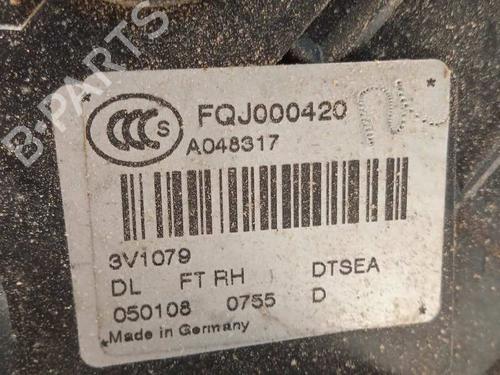 B-PARTS
CCC S
FQJ000420
A048317
3V1079
DL FT RH DTSEA
050108 0755 D
Made in Germany